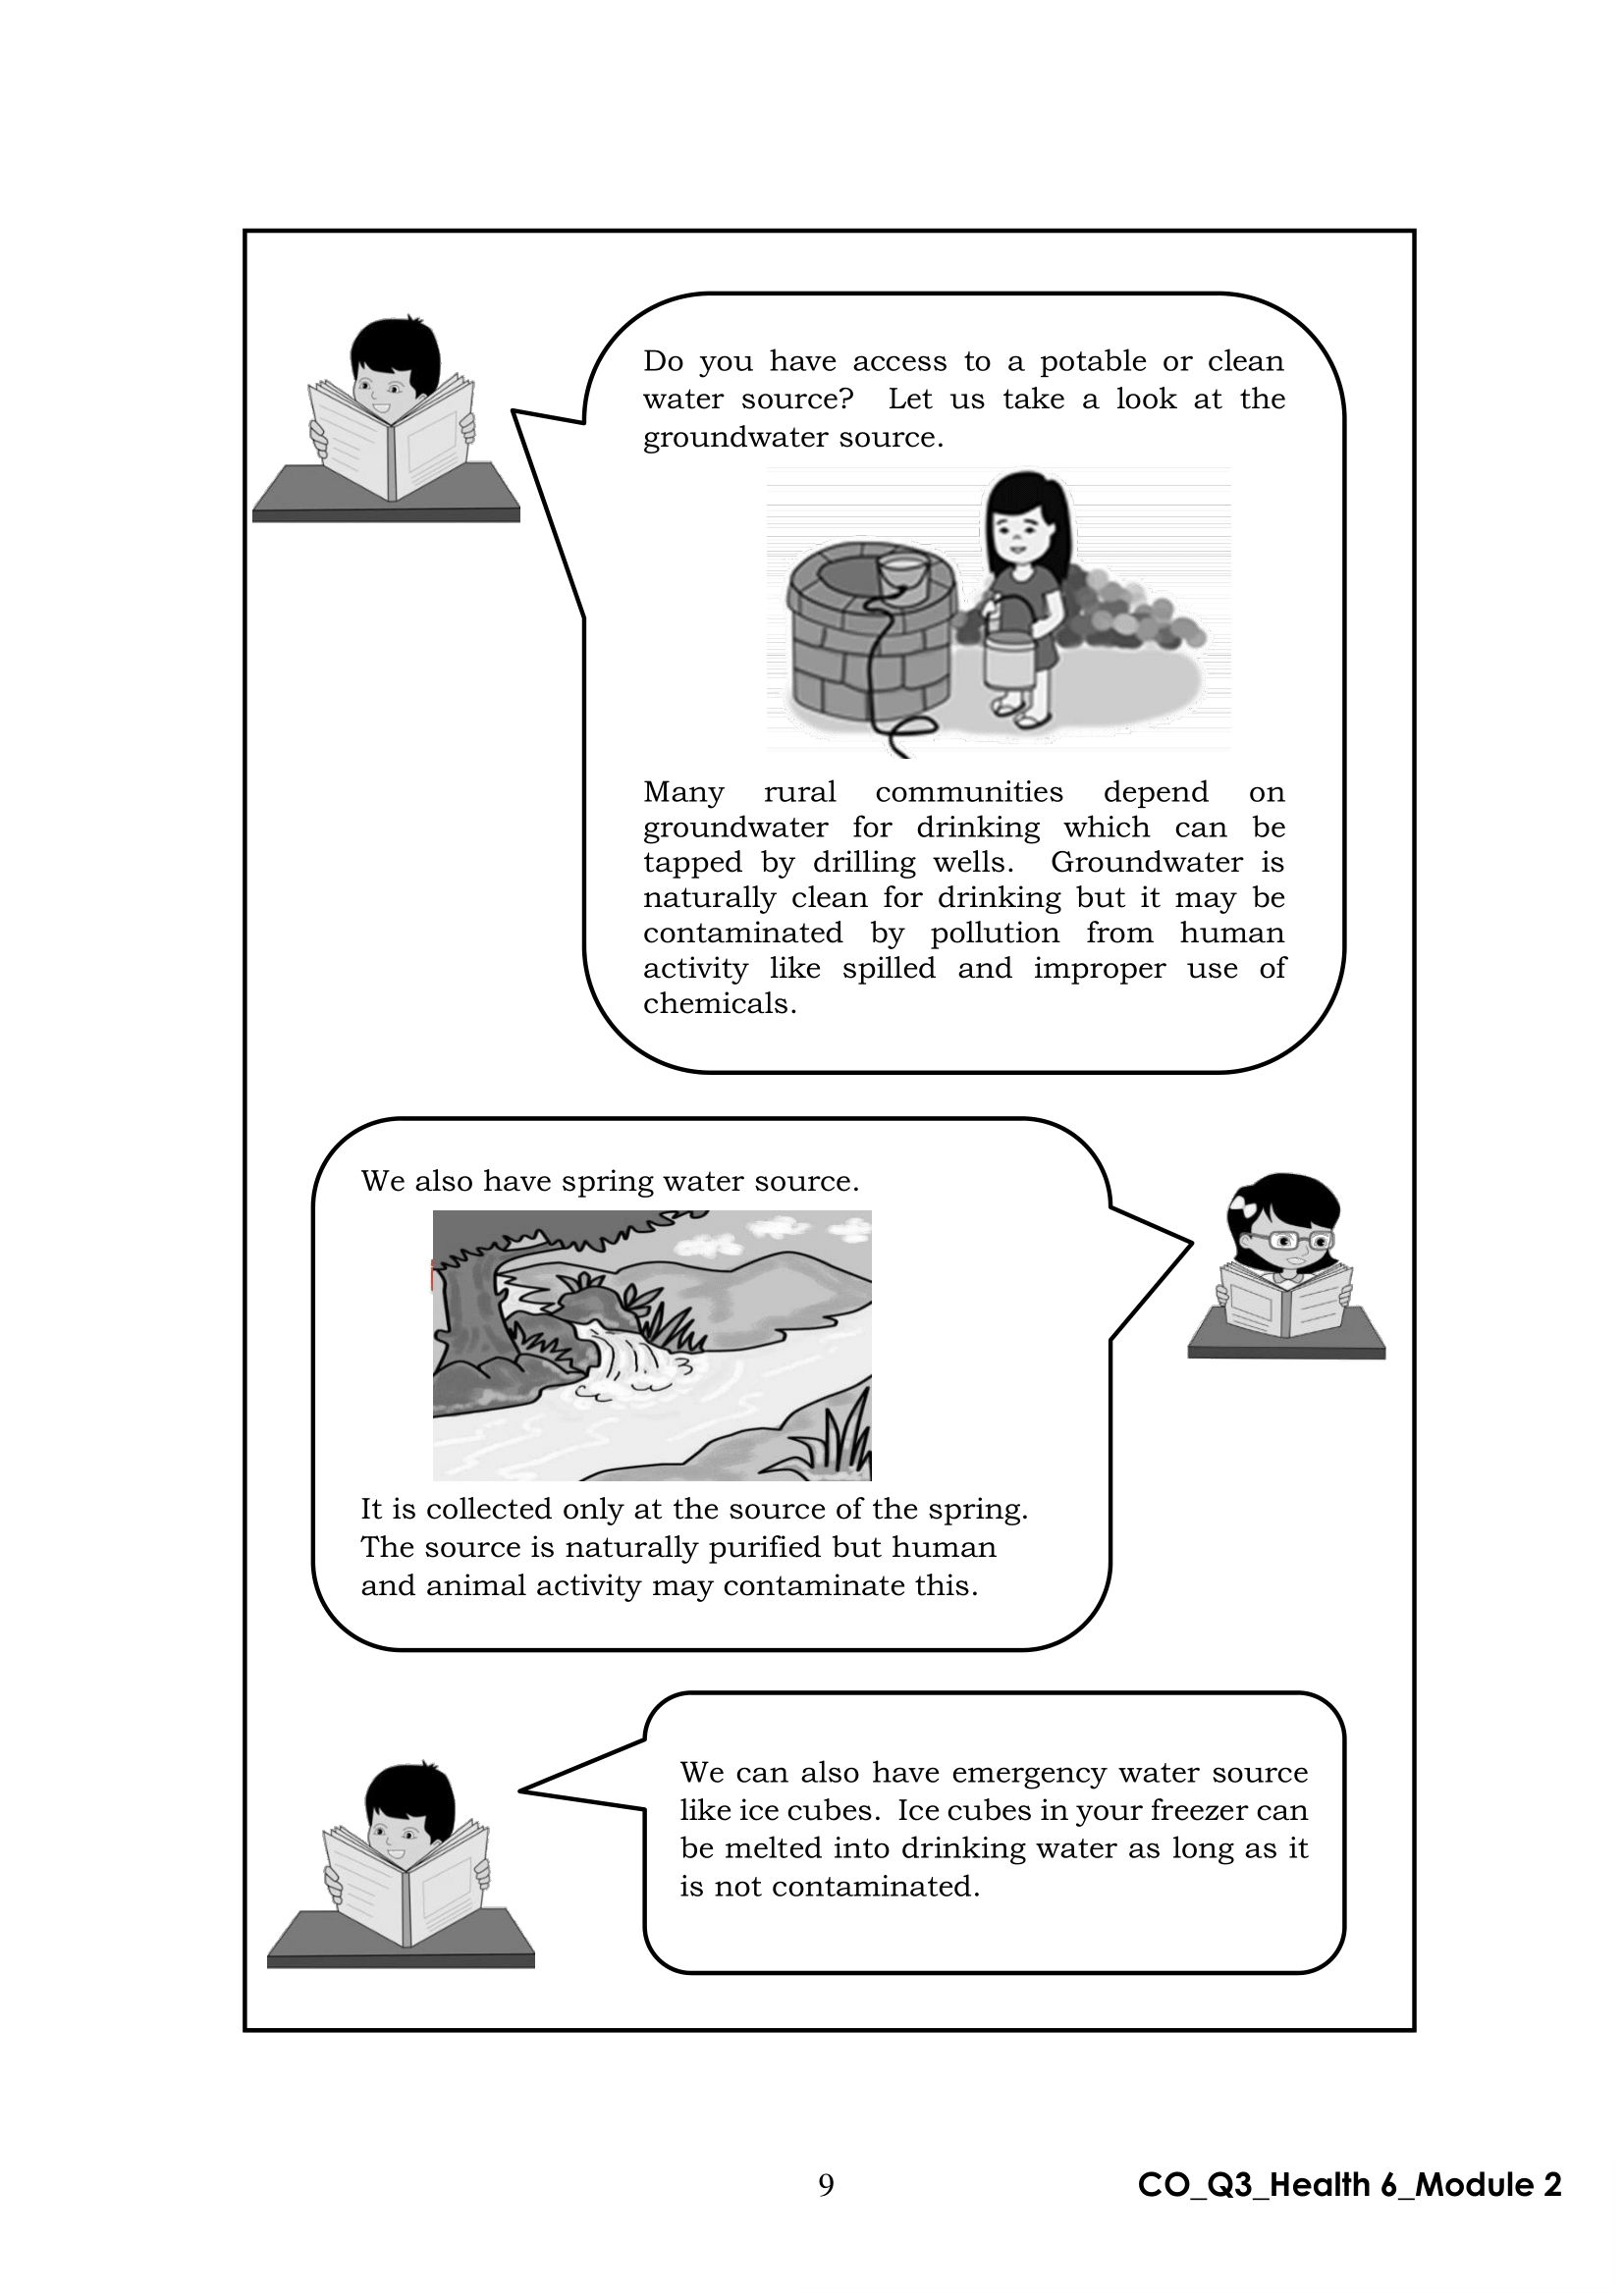 Do you have access to a potable or clean
water source?  Let us take a look at the
groundwater source.
Many rural communities depend on
groundwater for drinking which can be
tapped by drilling wells.  Groundwater is
naturally clean for drinking but it may be
contaminated by pollution from human
activity like spilled and improper use of
chemicals.
We also have spring water source.
It is collected only at the source of the spring.
The source is naturally purified but human
and animal activity may contaminate this.
We can also have emergency water source
like ice cubes.  Ice cubes in your freezer can
be melted into drinking water as long as it
is not contaminated.
9
CO_Q3_Health 6_Module 2